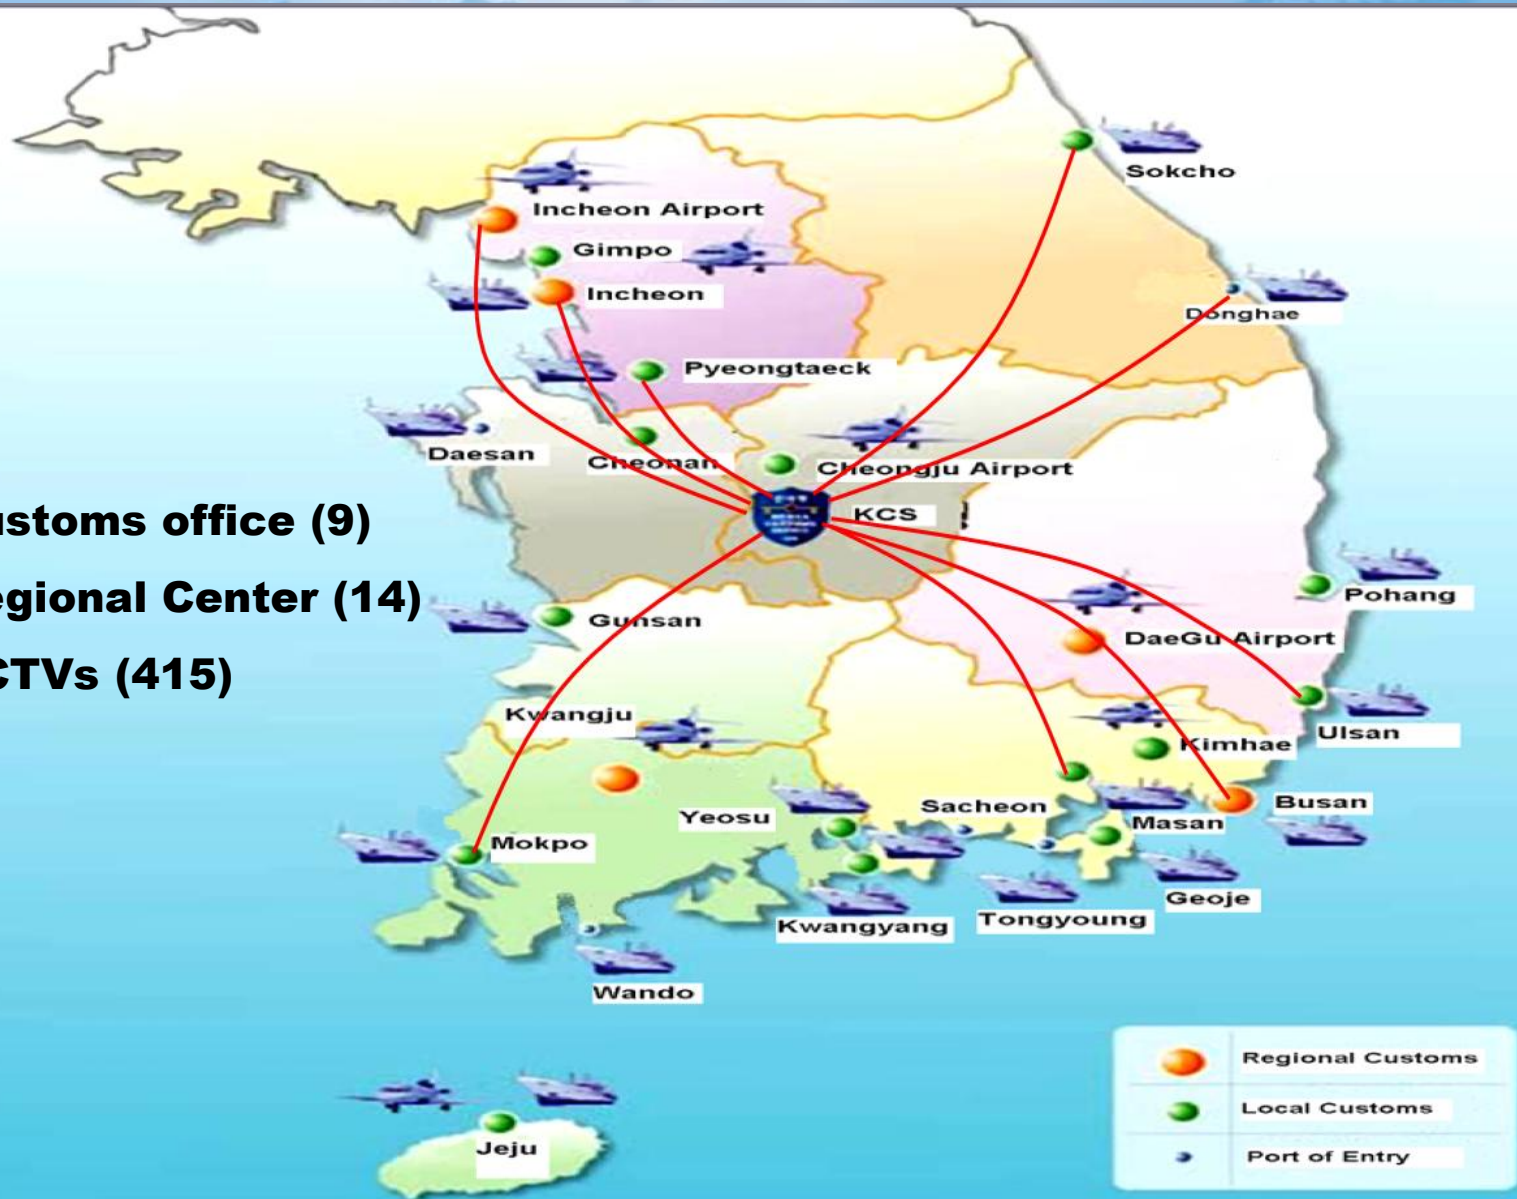 Sokcho
Incheon Airport
Gimpo
Incheon
Donghae
Pyeongtaeck
Daesan
Cheonan
Cheongju Airport
KCS
ustoms office (9)
egional Center (14)
CTVs (415)
Pohang
Gunsan
DaeGu Airport
Kwangju
Ulsan
Kimhae
Yeosu
Sacheon
Busan
Masan
Mokpo
Geoje
Kwangyang
Tongyoung
Wando
Jeju
Regional Customs
Local Customs
Port of Entry